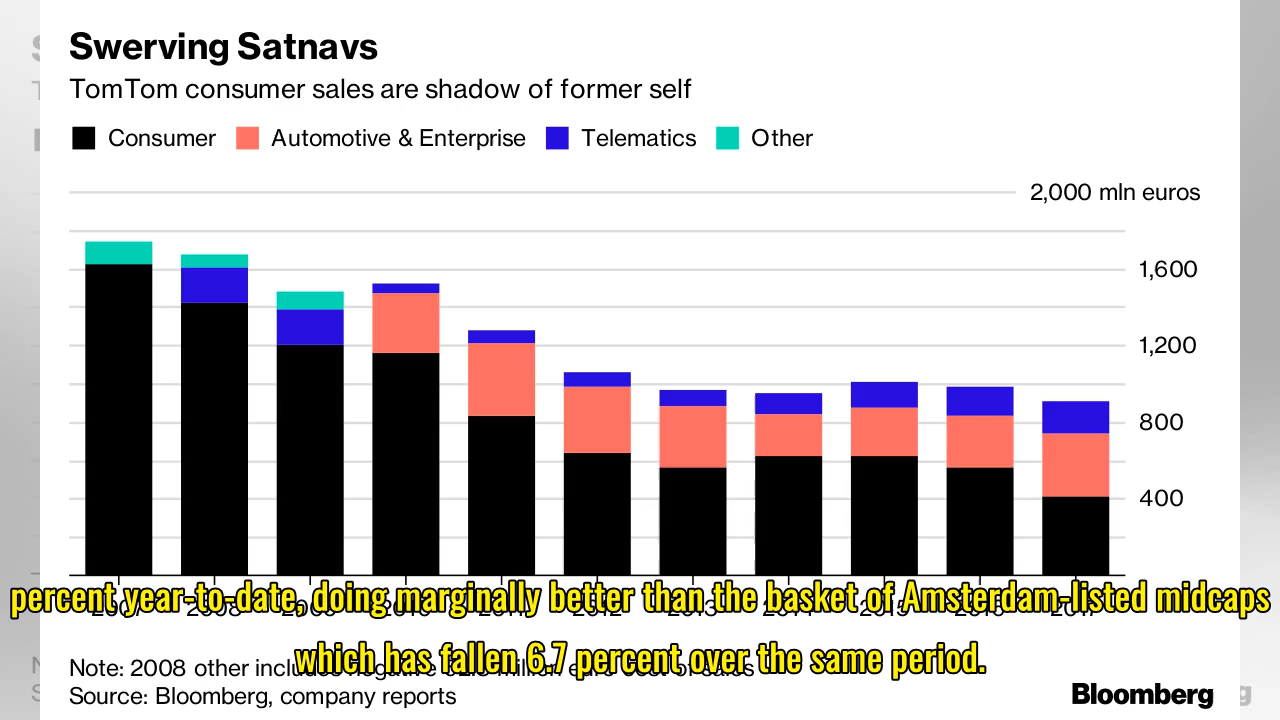 Swerving Satnavs
TomTom consumer sales are shadow of former self
Consumer Automotive & Enterprise Telematics Other
2,000 mln euros
1,600
1,200
800
400
percent year-to-date, doing marginally better than the basket of Amsterdam-listed midcaps
which has fallen 6.7 percent over the same period.
Note: 2008 other
Source: Bloomberg, company reports
Bloomberg